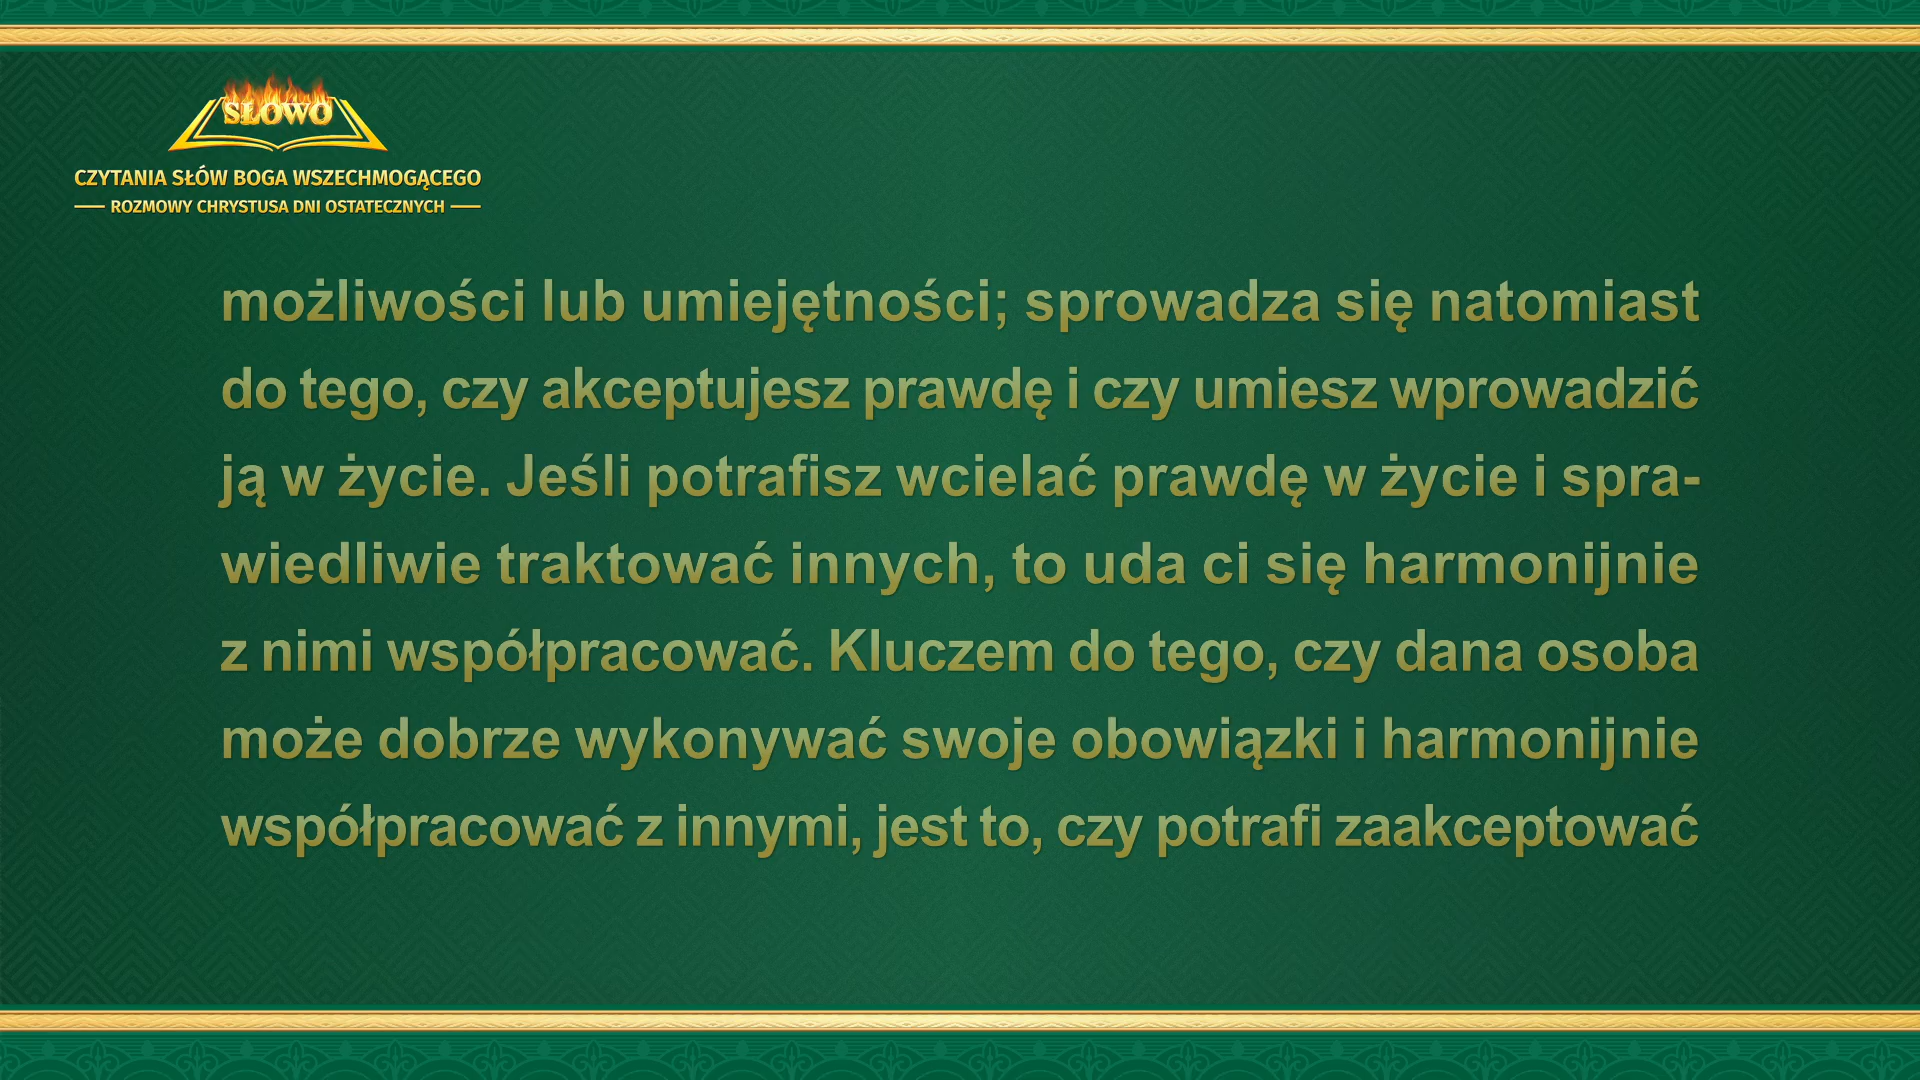 SŁOWO
CZYTANIA SŁÓW BOGA WSZECHMOGĄCEGO
ROZMOWY CHRYSTUSA DNI OSTATECZNYCH
możliwości lub umiejętności; sprowadza się natomiast
do tego, czy akceptujesz prawdę i czy umiesz wprowadzić
ją w życie. Jeśli potrafisz wcielać prawdę w życie i spra-
wiedliwie traktować innych, to uda ci się harmonijnie
z nimi współpracować. Kluczem do tego, czy dana osoba
może dobrze wykonywać swoje obowiązki i harmonijnie
współpracować z innymi, jest to, czy potrafi zaakceptować